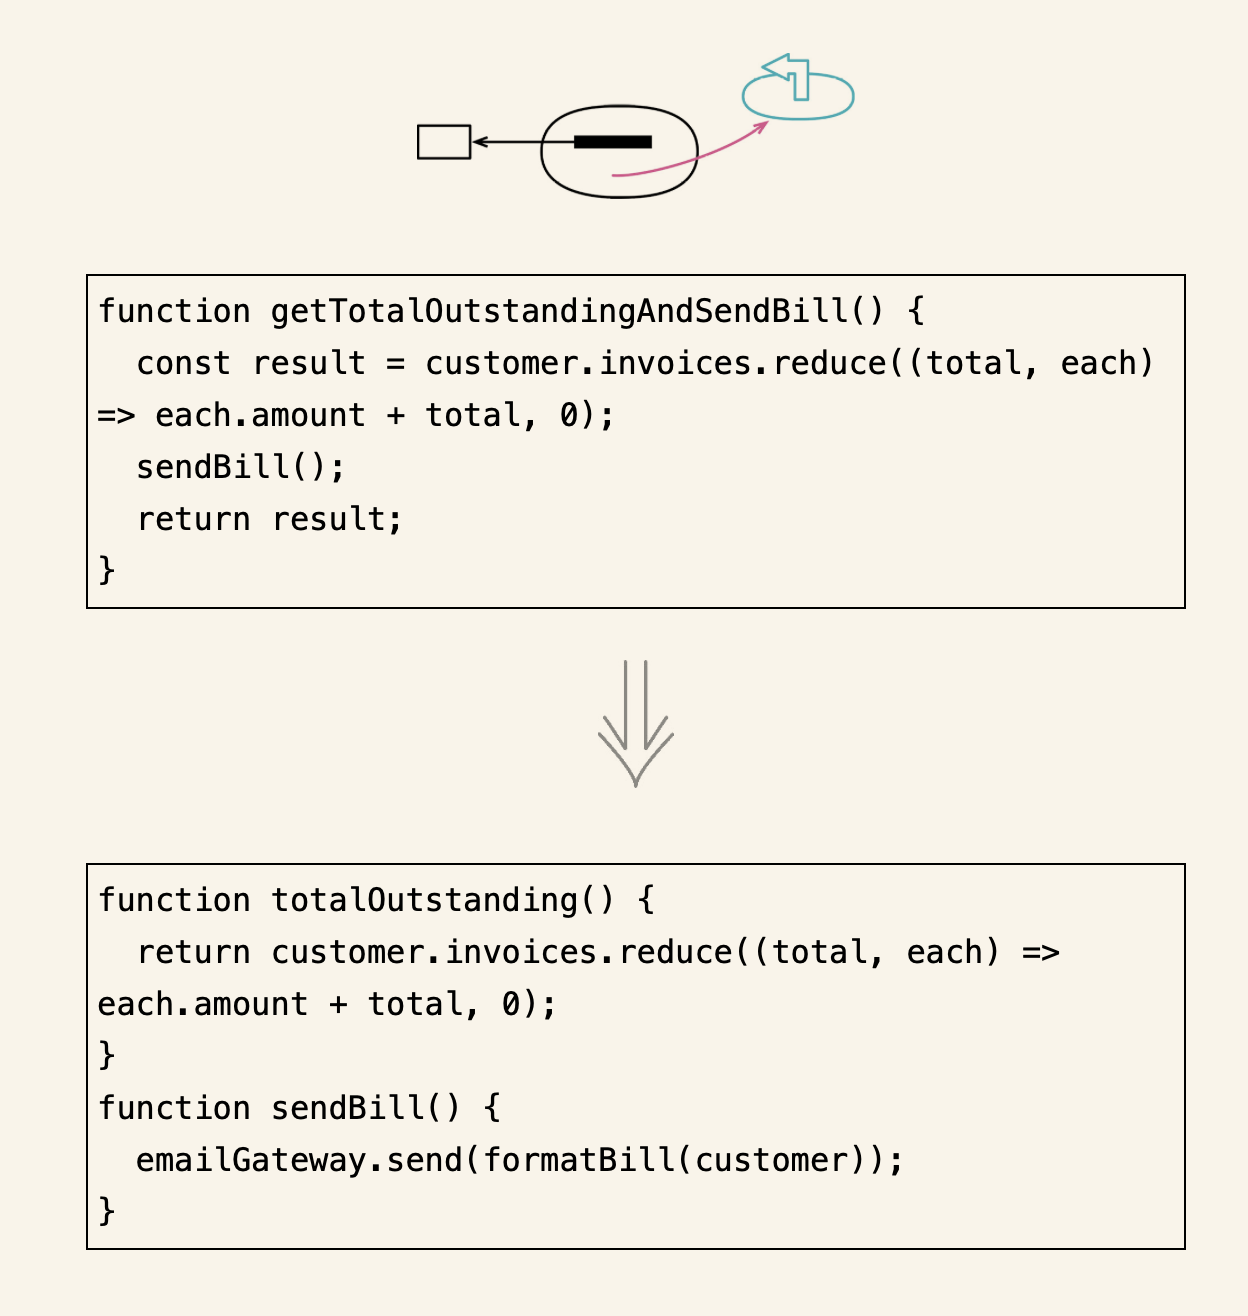 function getTotalOutstandingAndSendBill() {
  const result = customer.invoices.reduce((total, each)
=> each.amount + total, 0);
  sendBill();
  return result;
}
function totalOutstanding() {
  return customer.invoices.reduce((total, each) =>
each.amount + total, 0);
}
function sendBill() {
  emailGateway.send(formatBill(customer));
}